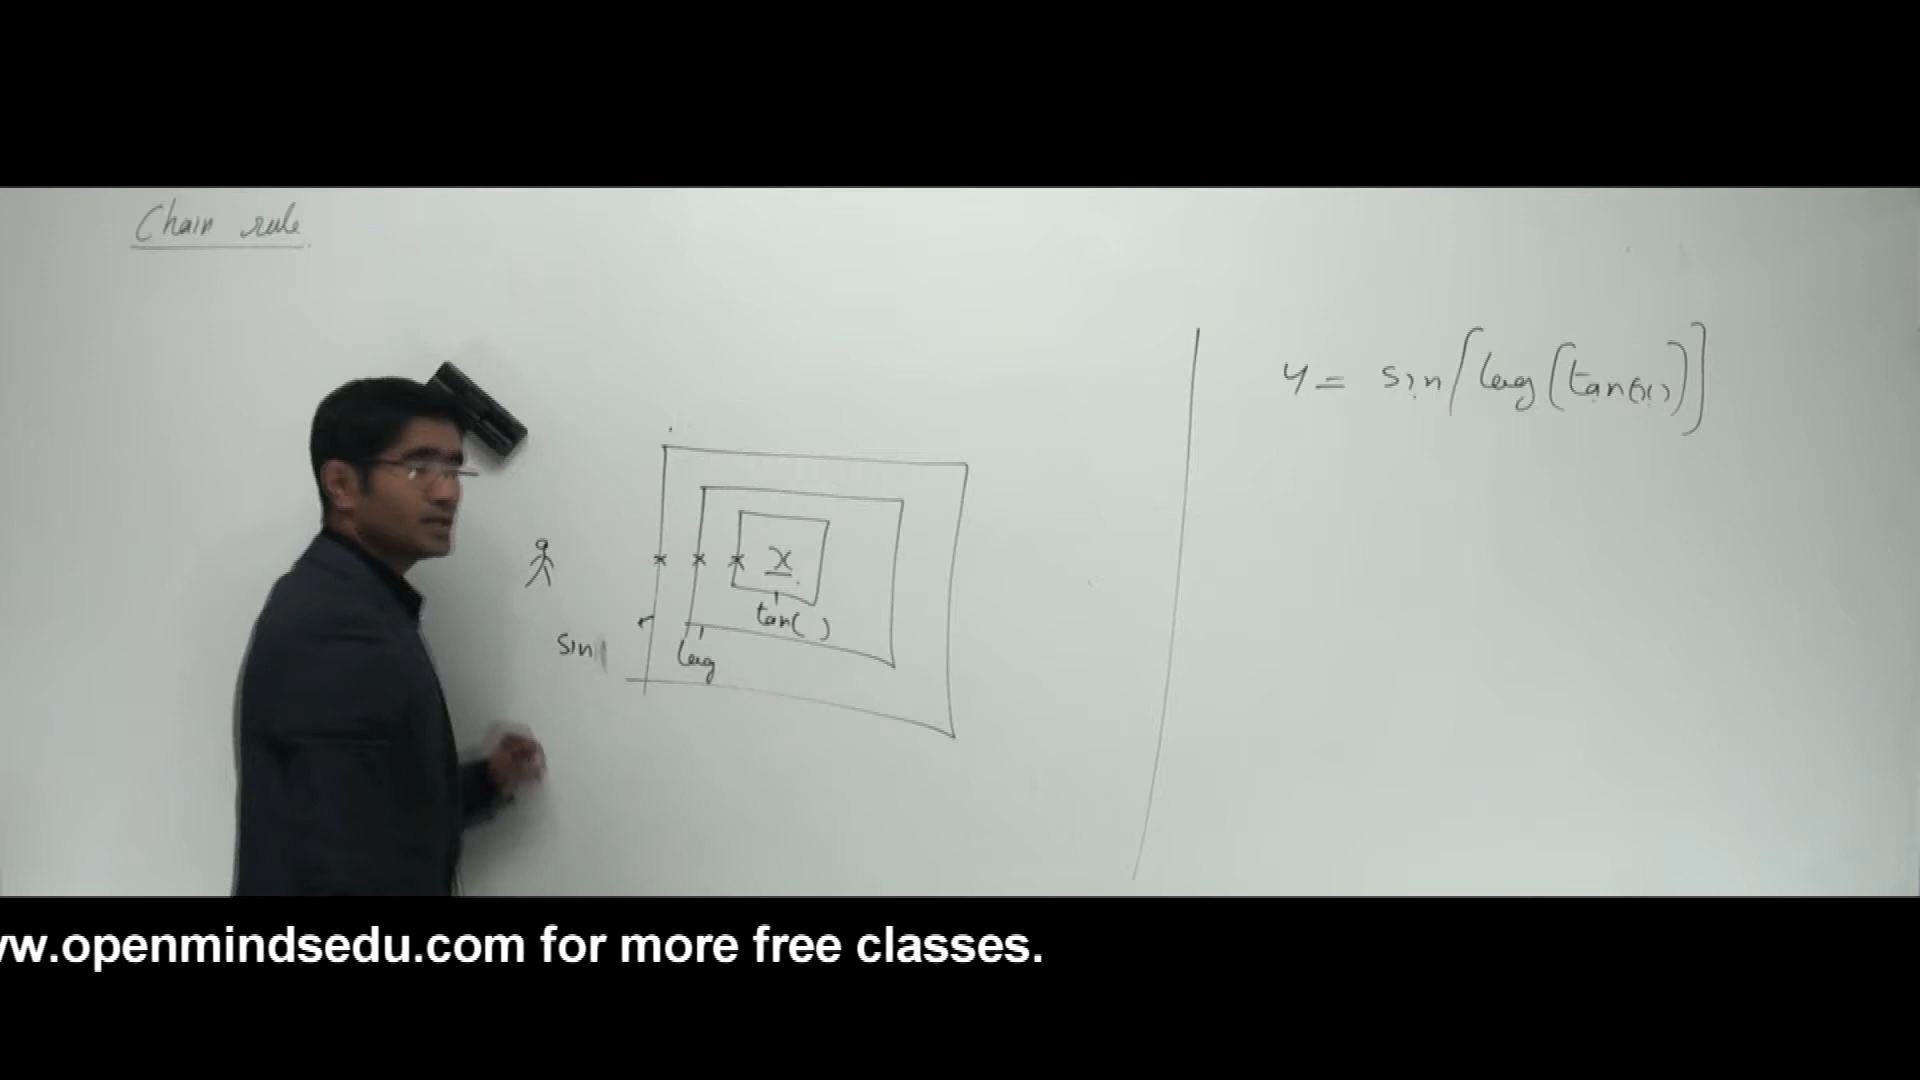 Chain rule.
y = sin[log(tan(x))]
x
tan( )
sin
log
ww.openmindsedu.com for more free classes.